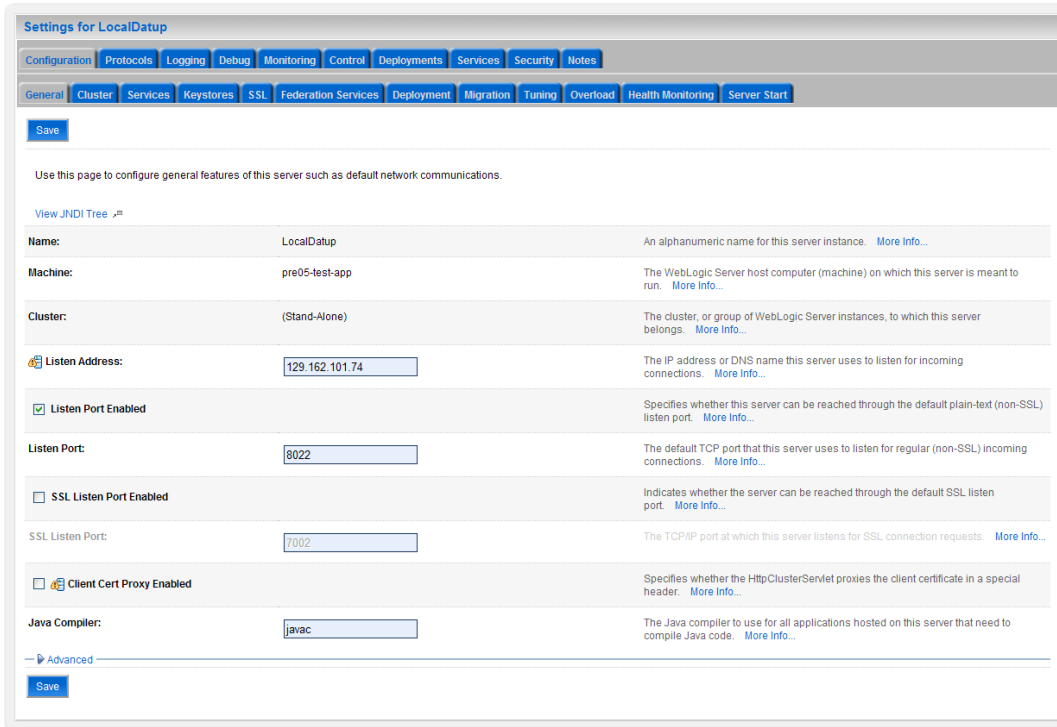 Settings for LocalDatup
Configuration Protocols Logging Debug Monitoring Control Deployments Services Security Notes
General Cluster Services Keystores SSL Federation Services Deployment Migration Tuning Overload Health Monitoring Server Start
Save
Use this page to configure general features of this server such as default network communications.
View JNDI Tree
Name: LocalDatup An alphanumeric name for this server instance. More Info...
Machine: pre05-test-app The WebLogic Server host computer (machine) on which this server is meant to
run. More Info...
Cluster: (Stand-Alone) The cluster, or group of WebLogic Server instances, to which this server
belongs. More Info...
Listen Address: 129.162.101.74 The IP address or DNS name this server uses to listen for incoming
connections. More Info...
Listen Port Enabled Specifies whether this server can be reached through the default plain-text (non-SSL)
listen port. More Info...
Listen Port: 8022 The default TCP port that this server uses to listen for regular (non-SSL) incoming
connections. More Info...
SSL Listen Port Enabled Indicates whether the server can be reached through the default SSL listen
port. More Info...
SSL Listen Port: 7002 The TCP/IP port at which this server listens for SSL connection requests. More Info...
Client Cert Proxy Enabled Specifies whether the HttpClusterServlet proxies the client certificate in a special
header. More Info...
Java Compiler: javac The Java compiler to use for all applications hosted on this server that need to
compile Java code. More Info...
Advanced
Save